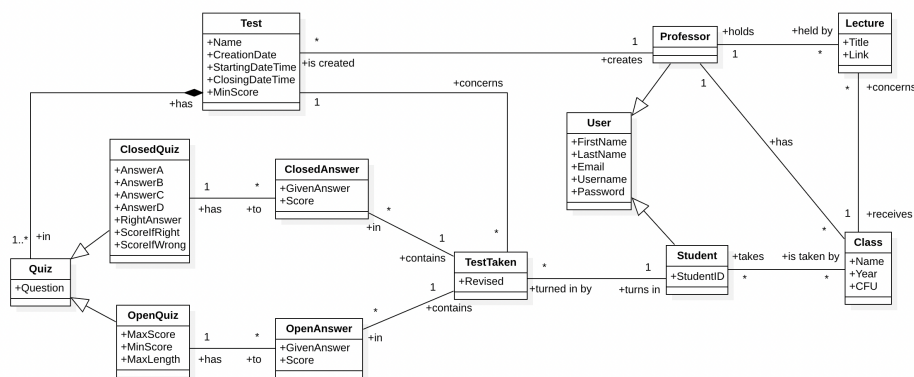 Test
+Name
+CreationDate
+StartingDateTime
+ClosingDateTime
+MinScore
*
+is created
1
+creates
Professor
+holds
1
+held by
*
Lecture
+Title
+Link
*
+concerns
+has
1
+concerns
1
+has
User
+FirstName
+LastName
+Email
+Username
+Password
ClosedQuiz
+AnswerA
+AnswerB
+AnswerC
+AnswerD
+RightAnswer
+ScoreIfRight
+ScoreIfWrong
1
+has
*
+to
ClosedAnswer
+GivenAnswer
+Score
*
+in
1
+contains
*
1..*
+in
Quiz
+Question
TestTaken
+Revised
*
+turned in by
1
+turns in
Student
+StudentID
+takes
*
+is taken by
*
*
1
+receives
Class
+Name
+Year
+CFU
OpenQuiz
+MaxScore
+MinScore
+MaxLength
1
+has
*
+to
OpenAnswer
+GivenAnswer
+Score
*
+in
1
+contains